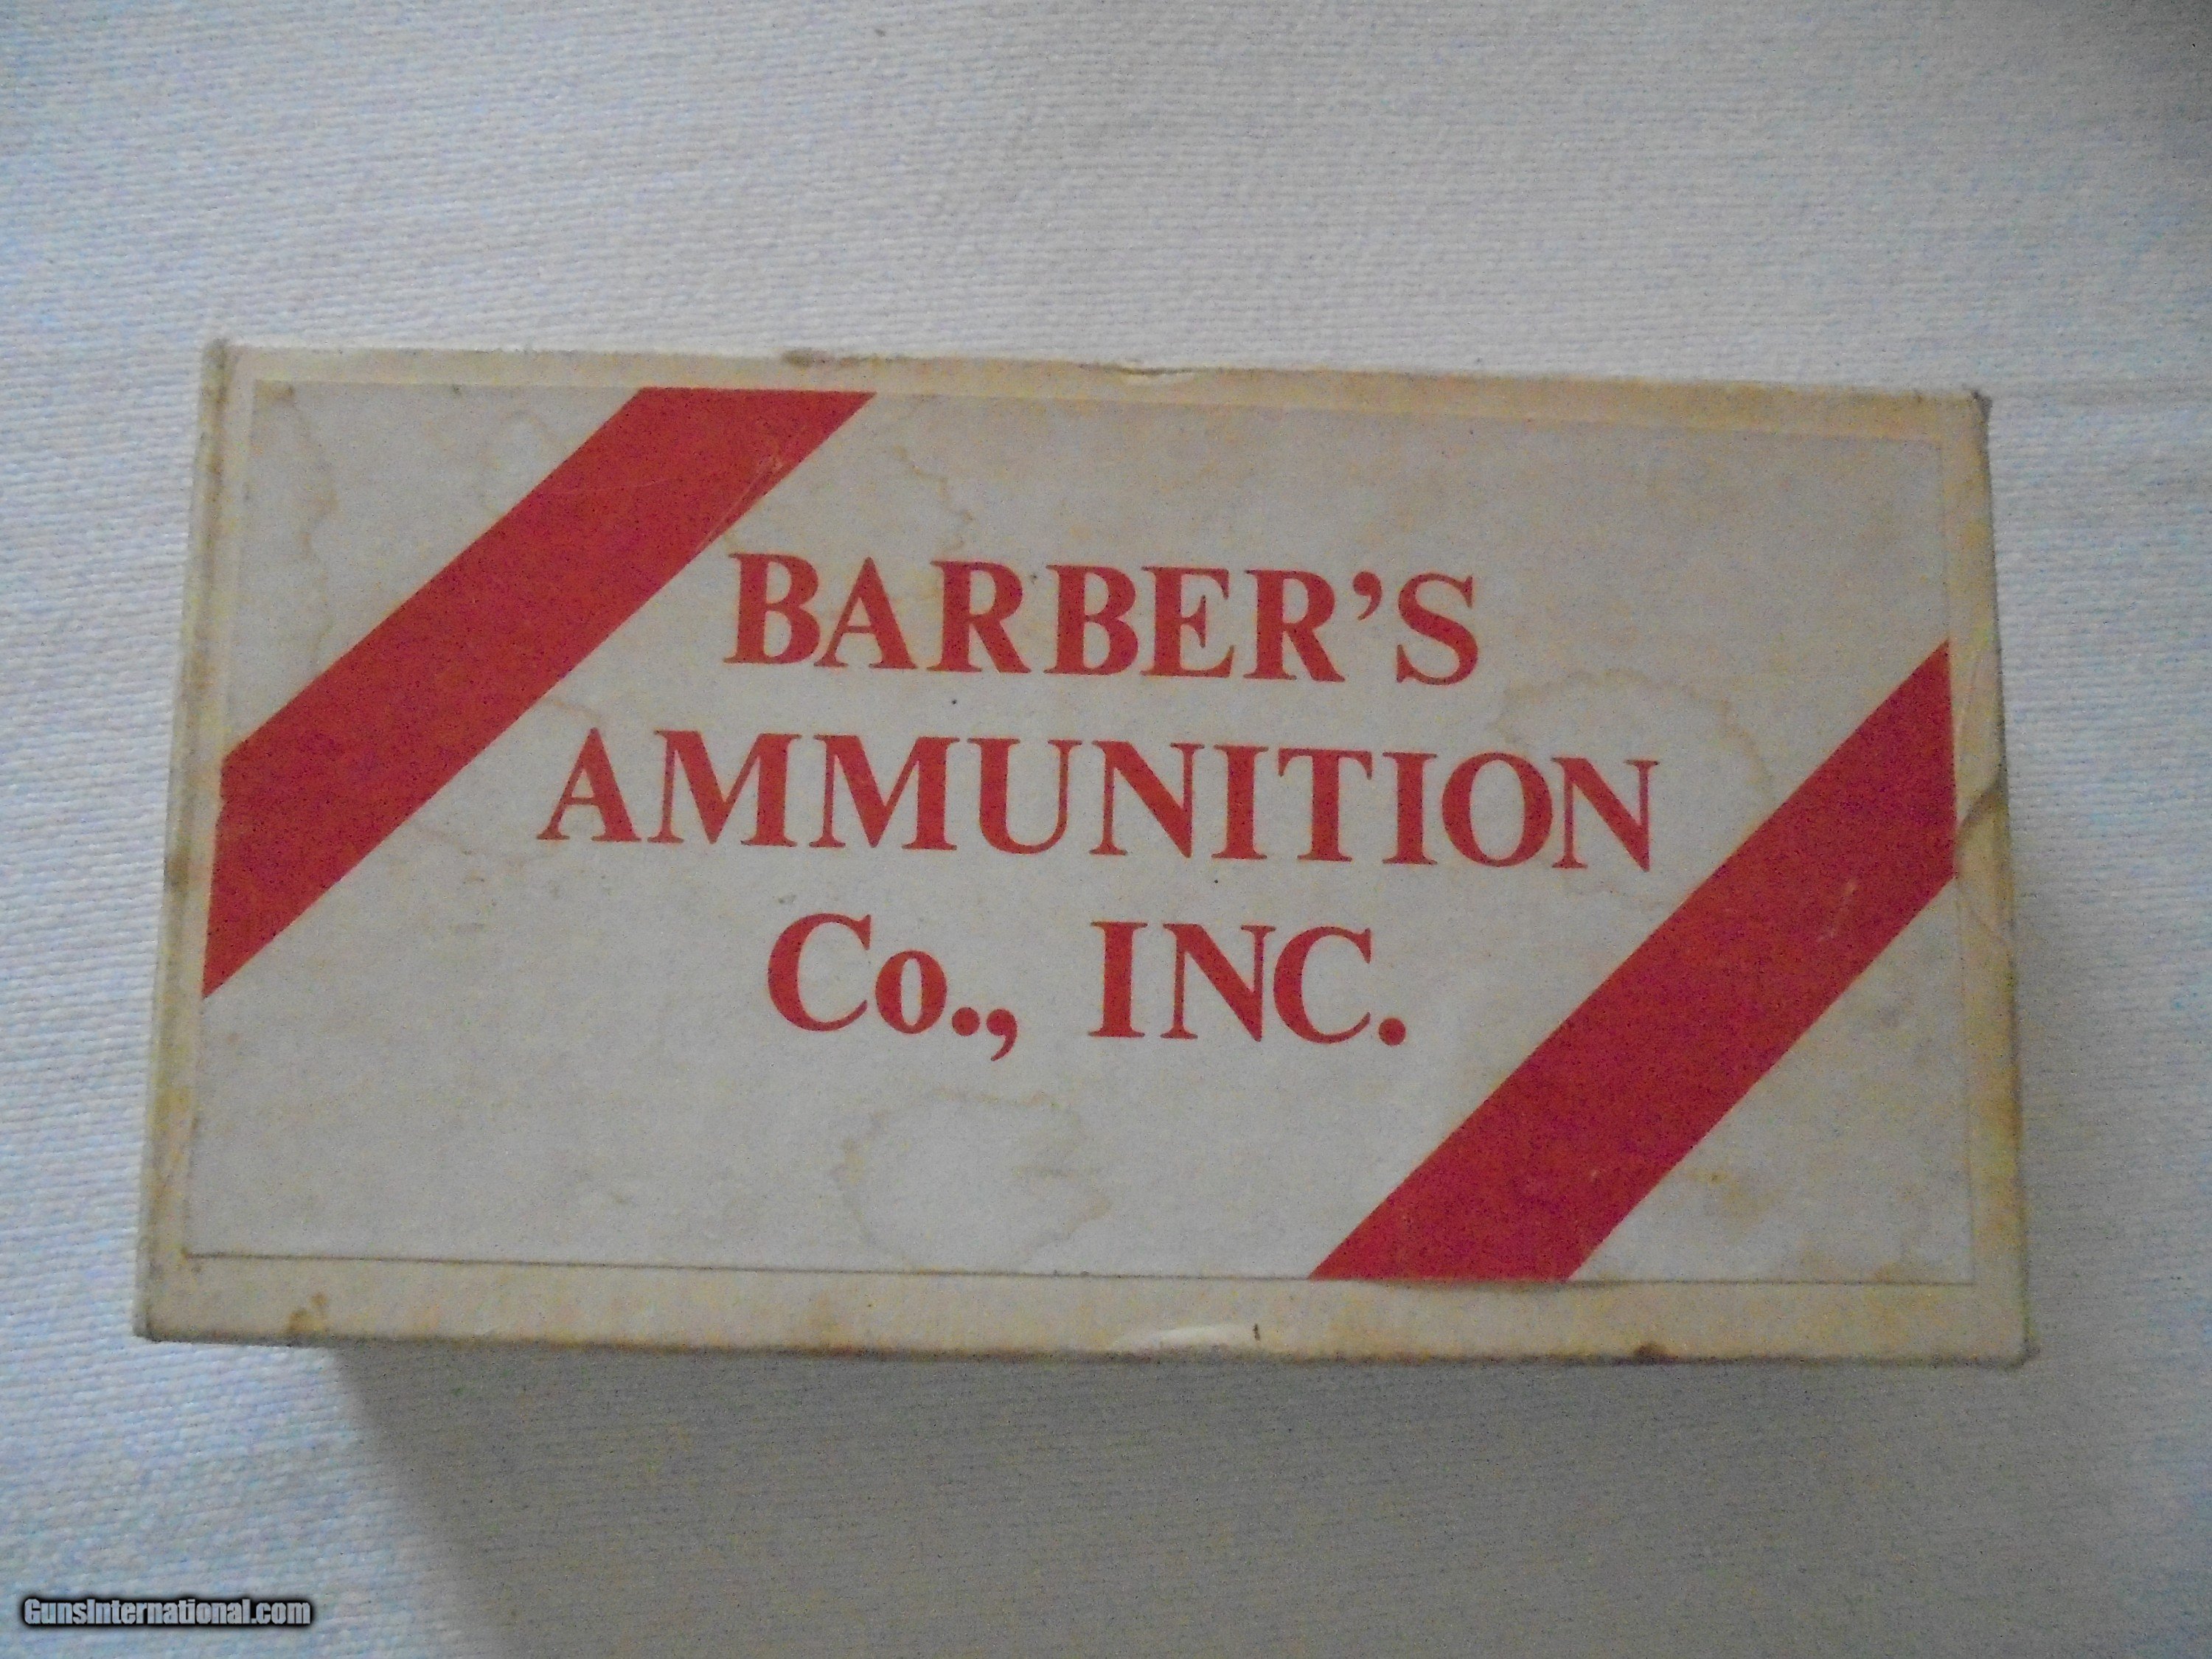 BARBER'S
AMMUNITION
Co., INC.
GunsInternational.com